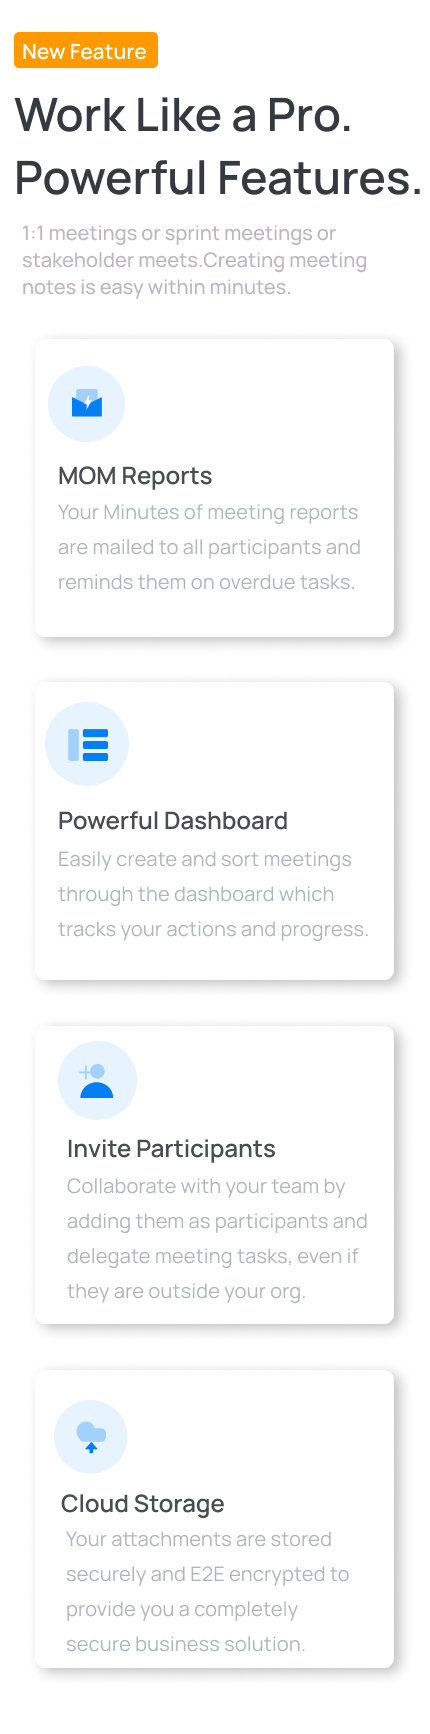 New Feature
Work Like a Pro.
Powerful Features.
1:1 meetings or sprint meetings or
stakeholder meets.Creating meeting
notes is easy within minutes.
MOM Reports
Your Minutes of meeting reports
are mailed to all participants and
reminds them on overdue tasks.
Powerful Dashboard
Easily create and sort meetings
through the dashboard which
tracks your actions and progress.
Invite Participants
Collaborate with your team by
adding them as participants and
delegate meeting tasks, even if
they are outside your org.
Cloud Storage
Your attachments are stored
securely and E2E encrypted to
provide you a completely
secure business solution.